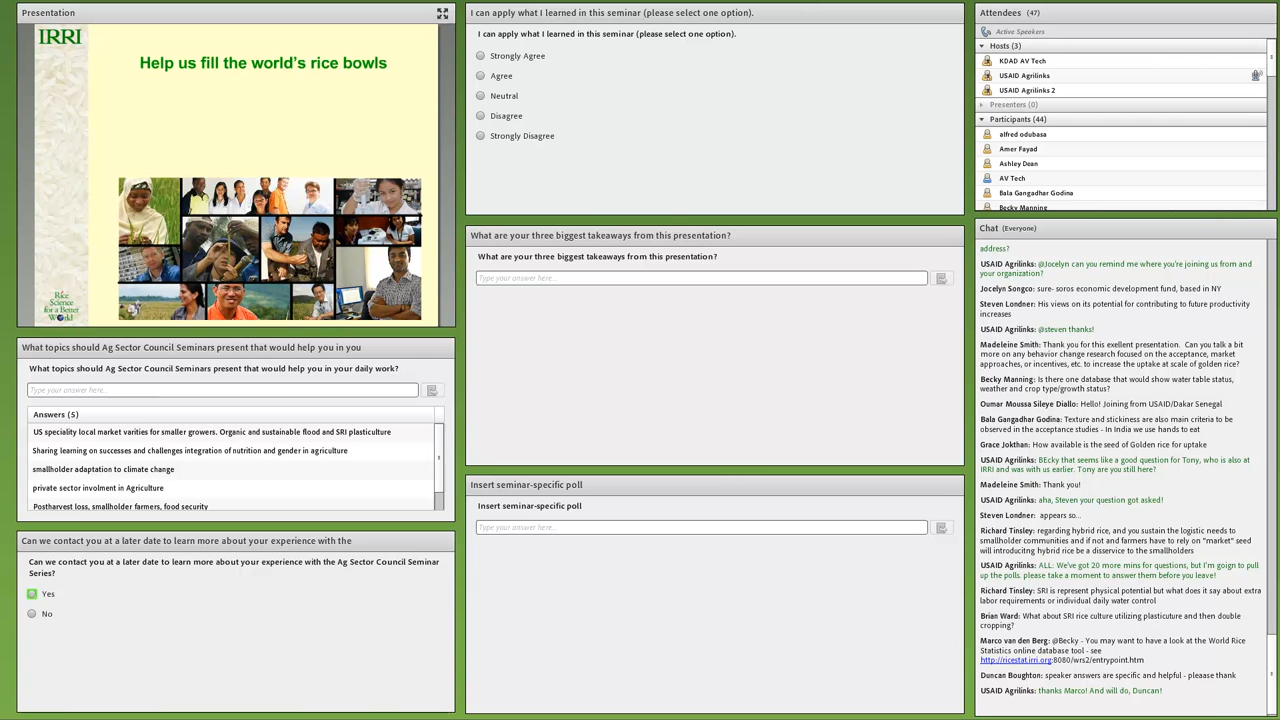 Presentation
IRRI
Help us fill the world's rice bowls
Rice
Science
for a Better
World
What topics should Ag Sector Council Seminars present that would help you in you
What topics should Ag Sector Council Seminars present that would help you in your daily work?
Type your answer here...
Answers (5)
US speciality local market varities for smaller growers. Organic and sustainable flood and SRI plasticulture
Sharing learning on successes and challenges integration of nutrition and gender in agriculture
smallholder adaptation to climate change
private sector involment in Agriculture
Postharvest loss, smallholder farmers, food security
Can we contact you at a later date to learn more about your experience with the
Can we contact you at a later date to learn more about your experience with the Ag Sector Council Seminar
Series?
Yes
No
I can apply what I learned in this seminar (please select one option).
I can apply what I learned in this seminar (please select one option).
Strongly Agree
Agree
Neutral
Disagree
Strongly Disagree
What are your three biggest takeaways from this presentation?
What are your three biggest takeaways from this presentation?
Type your answer here...
Insert seminar-specific poll
Insert seminar-specific poll
Type your answer here...
Attendees (47)
Active Speakers
Hosts (3)
KDAD AV Tech
USAID Agrilinks
USAID Agrilinks 2
Presenters (0)
Participants (44)
alfred odubasa
Amer Fayad
Ashley Dean
AV Tech
Bala Gangadhar Godina
Becky Manning
Chat (Everyone)
address?
USAID Agrilinks: @Jocelyn can you remind me where you're joining us from and
your organization?
Jocelyn Songco: sure- soros economic development fund, based in NY
Steven Londner: His views on its potential for contributing to future productivity
increases
USAID Agrilinks: @steven thanks!
Madeleine Smith: Thank you for this exellent presentation. Can you talk a bit
more on any behavior change research focused on the acceptance, market
approaches, or incentives, etc. to increase the uptake at scale of golden rice?
Becky Manning: Is there one database that would show water table status,
weather and crop type/growth status?
Oumar Moussa Sileye Diallo: Hello! Joining from USAID/Dakar Senegal
Bala Gangadhar Godina: Texture and stickiness are also main criteria to be
observed in the acceptance studies - In India we use hands to eat
Grace Jokthan: How available is the seed of Golden rice for uptake
USAID Agrilinks: BEcky that seems like a good question for Tony, who is also at
IRRI and was with us earlier. Tony are you still here?
Madeleine Smith: Thank you!
USAID Agrilinks: aha, Steven your question got asked!
Steven Londner: appears so...
Richard Tinsley: regarding hybrid rice, and you sustain the logistic needs to
smallholder communities and if not and farmers have to rely on "market" seed
will introducitng hybrid rice be a disservice to the smallholders
USAID Agrilinks: ALL: We've got 20 more mins for questions, but I'm goign to pull
up the polls. please take a moment to answer them before you leave!
Richard Tinsley: SRI is represent physical potential but what does it say about extra
labor requirements or individual daily water control
Brian Ward: What about SRI rice culture utilizing plasticuture and then double
cropping?
Marco van den Berg: @Becky - You may want to have a look at the World Rice
Statistics online database tool - see
http://ricestat.irri.org:8080/wrs2/entrypoint.htm
Duncan Boughton: speaker answers are specific and helpful - pleaase thank
USAID Agrilinks: thanks Marco! And will do, Duncan!